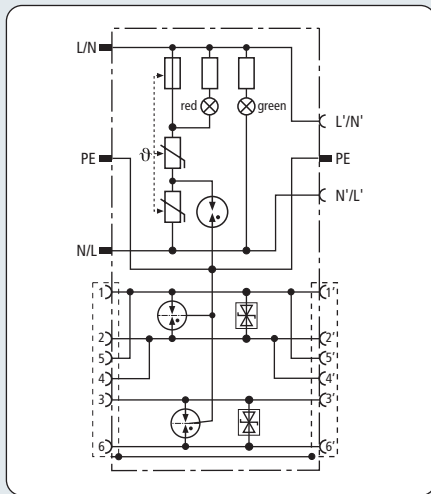 L/N
red
green
L'/N'
PE
ϑ
PE
N'/L'
N/L
1
1'
2
2'
5
5'
4
4'
3
3'
6
6'